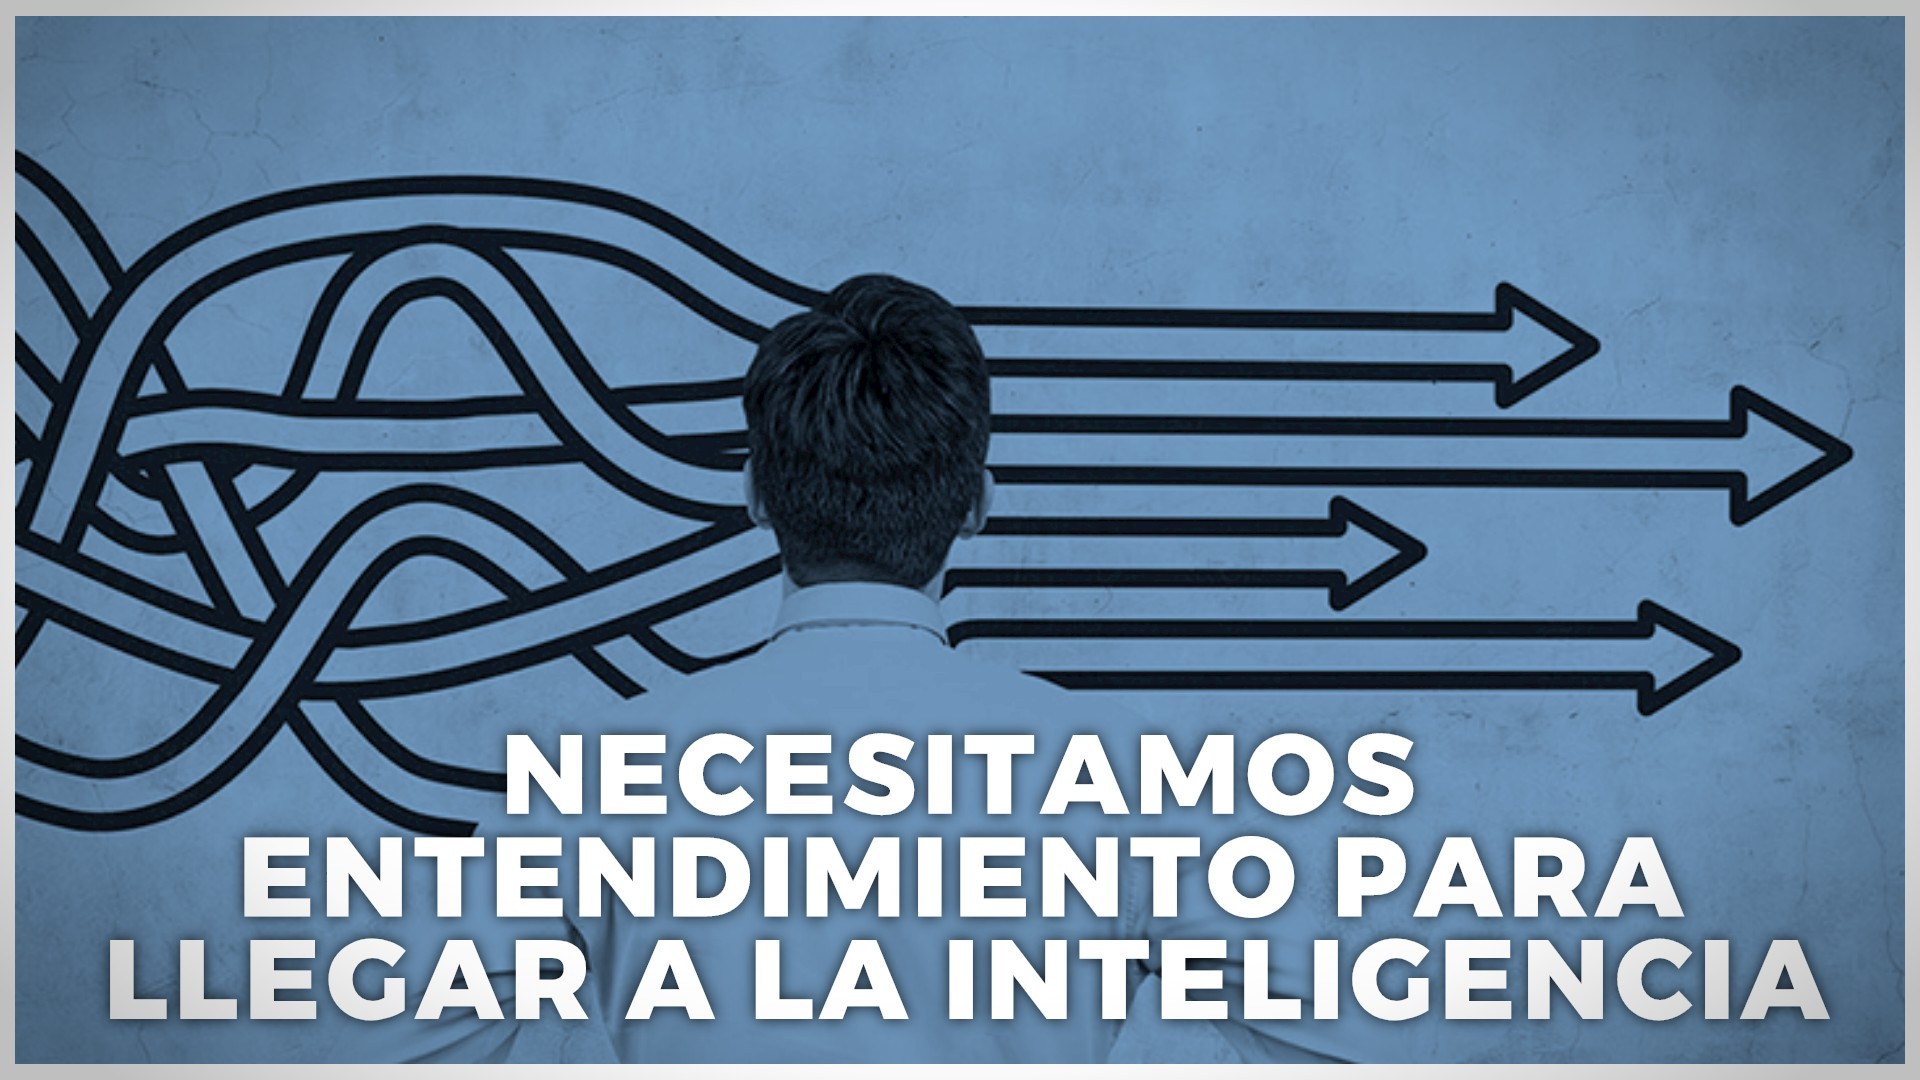 NECESITAMOS
ENTENDIMIENTO PARA
LLEGAR A LA INTELIGENCIA